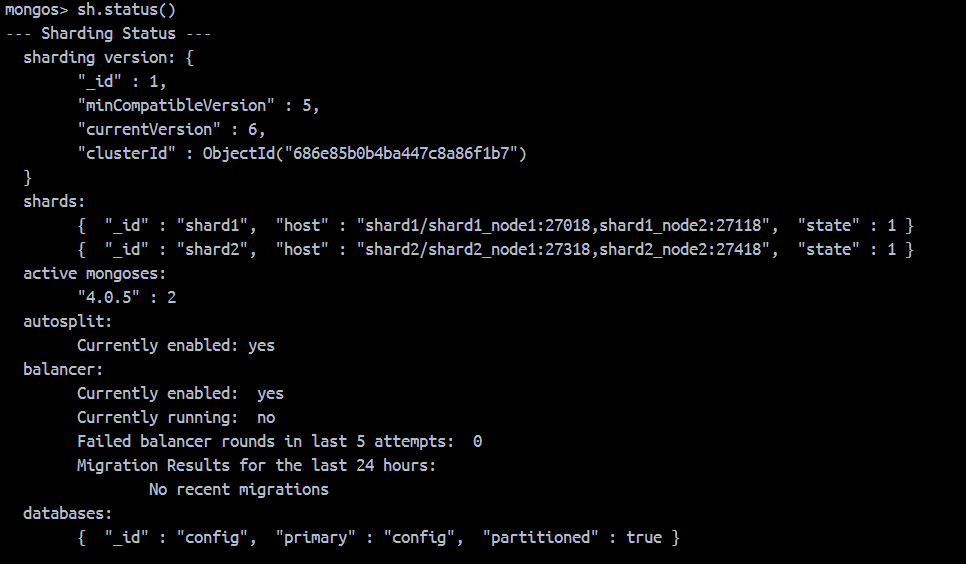 mongos> sh.status()
--- Sharding Status ---
  sharding version: {
        "_id" : 1,
        "minCompatibleVersion" : 5,
        "currentVersion" : 6,
        "clusterId" : ObjectId("686e85b0b4ba447c8a86f1b7")
  }
  shards:
        {  "_id" : "shard1",  "host" : "shard1/shard1_node1:27018,shard1_node2:27118",  "state" : 1 }
        {  "_id" : "shard2",  "host" : "shard2/shard2_node1:27318,shard2_node2:27418",  "state" : 1 }
  active mongoses:
        "4.0.5" : 2
  autosplit:
        Currently enabled: yes
  balancer:
        Currently enabled:  yes
        Currently running:  no
        Failed balancer rounds in last 5 attempts:  0
        Migration Results for the last 24 hours:
                No recent migrations
  databases:
        {  "_id" : "config",  "primary" : "config",  "partitioned" : true }